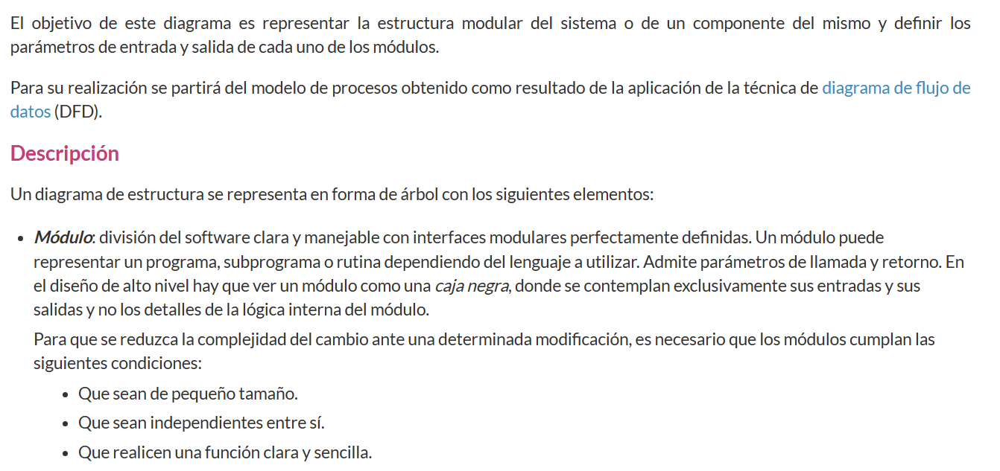 El objetivo de este diagrama es representar la estructura modular del sistema o de un componente del mismo y definir los
parámetros de entrada y salida de cada uno de los módulos.
Para su realización se partirá del modelo de procesos obtenido como resultado de la aplicación de la técnica de diagrama de flujo de
datos (DFD).
Descripción
Un diagrama de estructura se representa en forma de árbol con los siguientes elementos:
• Módulo: división del software clara y manejable con interfaces modulares perfectamente definidas. Un módulo puede
representar un programa, subprograma o rutina dependiendo del lenguaje a utilizar. Admite parámetros de llamada y retorno. En
el diseño de alto nivel hay que ver un módulo como una caja negra, donde se contemplan exclusivamente sus entradas y sus
salidas y no los detalles de la lógica interna del módulo.
Para que se reduzca la complejidad del cambio ante una determinada modificación, es necesario que los módulos cumplan las
siguientes condiciones:
• Que sean de pequeño tamaño.
• Que sean independientes entre sí.
• Que realicen una función clara y sencilla.